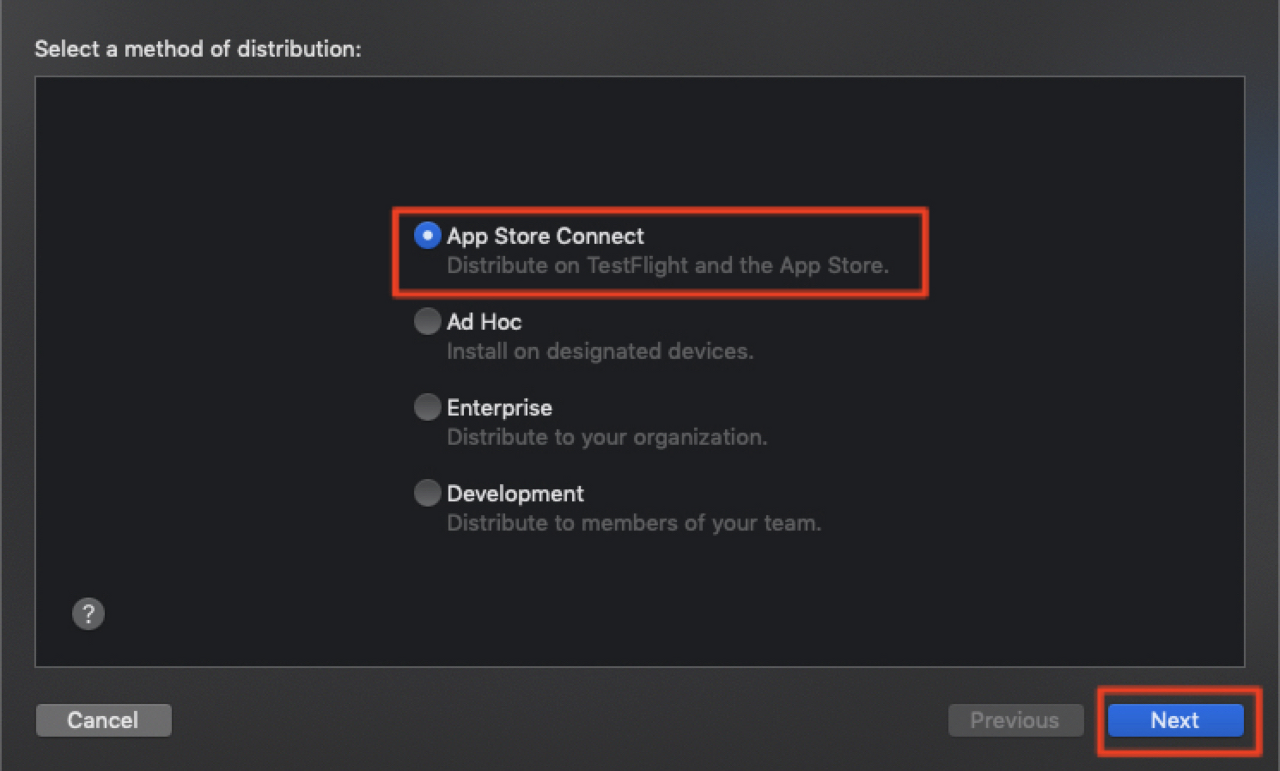 Select a method of distribution:
App Store Connect
Distribute on TestFlight and the App Store.
Ad Hoc
Install on designated devices.
Enterprise
Distribute to your organization.
Development
Distribute to members of your team.
?
Cancel
Previous
Next